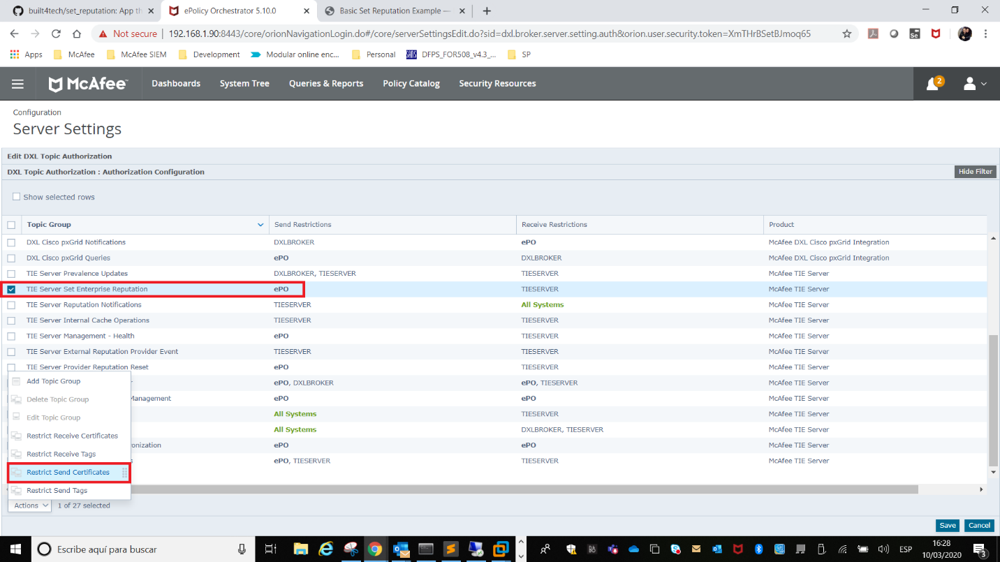 built4tech/set_reputation: App th
ePolicy Orchestrator 5.10.0
Basic Set Reputation Example —
Not secure
192.168.1.90:8443/core/orionNavigationLogin.do#/core/serverSettingsEdit.do?sid=dxl.broker.server.setting.auth&orion.user.security.token=XmTHrBSetBJmoq65
Apps McAfee McAfee SIEM Development Modular online enc... Personal DFPS_FOR508_v4.3_... SP
McAfee Dashboards System Tree Queries & Reports Policy Catalog Security Resources 2
Configuration
Server Settings
Edit DXL Topic Authorization
DXL Topic Authorization : Authorization Configuration
Hide Filter
Show selected rows
Topic Group Send Restrictions Receive Restrictions Product
DXL Cisco pxGrid Notifications DXLBROKER ePO McAfee DXL Cisco pxGrid Integration
DXL Cisco pxGrid Queries ePO DXLBROKER McAfee DXL Cisco pxGrid Integration
TIE Server Prevalence Updates DXLBROKER, TIESERVER TIESERVER McAfee TIE Server
TIE Server Set Enterprise Reputation ePO TIESERVER McAfee TIE Server
TIE Server Reputation Notifications TIESERVER All Systems McAfee TIE Server
TIE Server Internal Cache Operations TIESERVER TIESERVER McAfee TIE Server
TIE Server Management - Health ePO TIESERVER McAfee TIE Server
TIE Server External Reputation Provider Event TIESERVER TIESERVER McAfee TIE Server
TIE Server Provider Reputation Reset ePO TIESERVER McAfee TIE Server
ePO, DXLBROKER ePO, TIESERVER McAfee TIE Server
Management ePO ePO McAfee TIE Server
All Systems TIESERVER McAfee TIE Server
All Systems DXLBROKER, TIESERVER McAfee TIE Server
ronization ePO ePO McAfee TIE Server
s ePO, TIESERVER TIESERVER McAfee TIE Server
Add Topic Group
Delete Topic Group
Edit Topic Group
Restrict Receive Certificates
Restrict Receive Tags
Restrict Send Certificates
Restrict Send Tags
Actions 1 of 27 selected
Save Cancel
Escribe aquí para buscar
ESP
16:28
10/03/2020
3